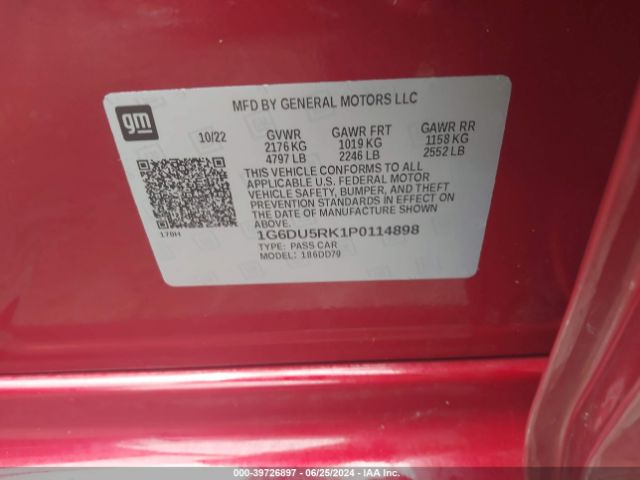 MFD BY GENERAL MOTORS LLC
gm
10/22 GVWR GAWR FRT GAWR RR
2176 KG 1019 KG 1158 KG
4797 LB 2246 LB 2552 LB
THIS VEHICLE CONFORMS TO ALL
APPLICABLE U.S. FEDERAL MOTOR
VEHICLE SAFETY, BUMPER, AND THEFT
PREVENTION STANDARDS IN EFFECT ON
THE DATE OF MANUFACTURE SHOWN
ABOVE.
178H
1G6DU5RK1P0114898
TYPE: PASS CAR
MODEL: 186DD79
000-39726897 - 06/25/2024 - IAA Inc.